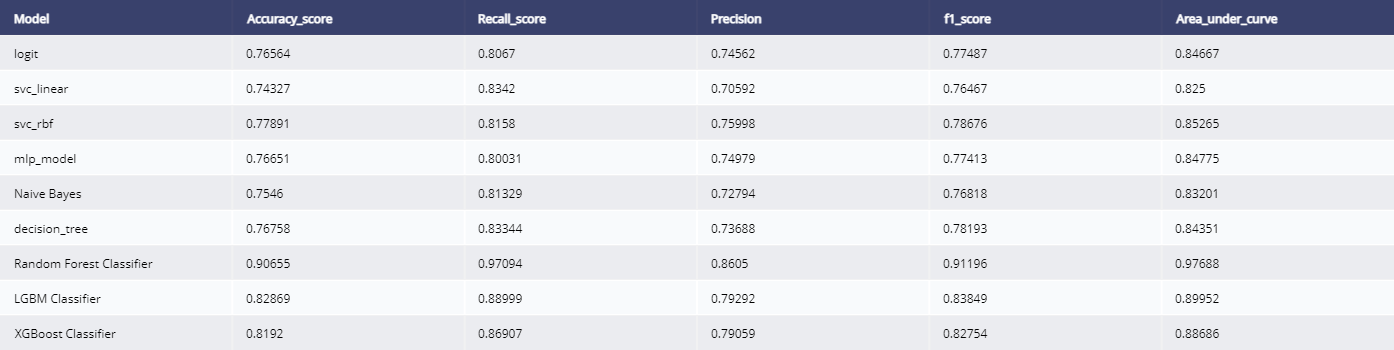 Model Accuracy_score Recall_score Precision f1_score Area_under_curve
logit 0.76564 0.8067 0.74562 0.77487 0.84667
svc_linear 0.74327 0.8342 0.70592 0.76467 0.825
svc_rbf 0.77891 0.8158 0.75998 0.78676 0.85265
mlp_model 0.76651 0.80031 0.74979 0.77413 0.84775
Naive Bayes 0.7546 0.81329 0.72794 0.76818 0.83201
decision_tree 0.76758 0.83344 0.73688 0.78193 0.84351
Random Forest Classifier 0.90655 0.97094 0.8605 0.91196 0.97688
LGBM Classifier 0.82869 0.88999 0.79292 0.83849 0.89952
XGBoost Classifier 0.8192 0.86907 0.79059 0.82754 0.88686